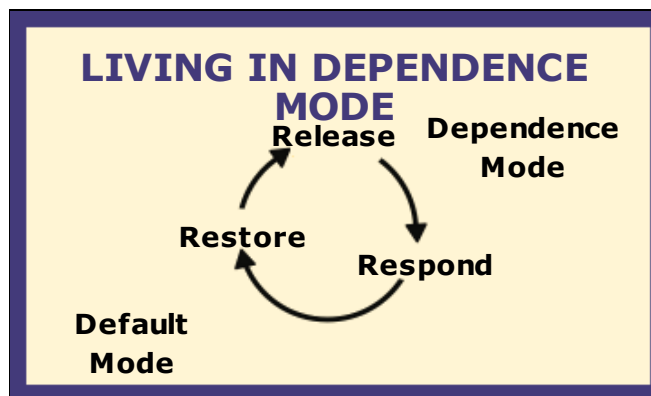 LIVING IN DEPENDENCE
MODE
Release
Dependence
Mode
Restore
Respond
Default
Mode